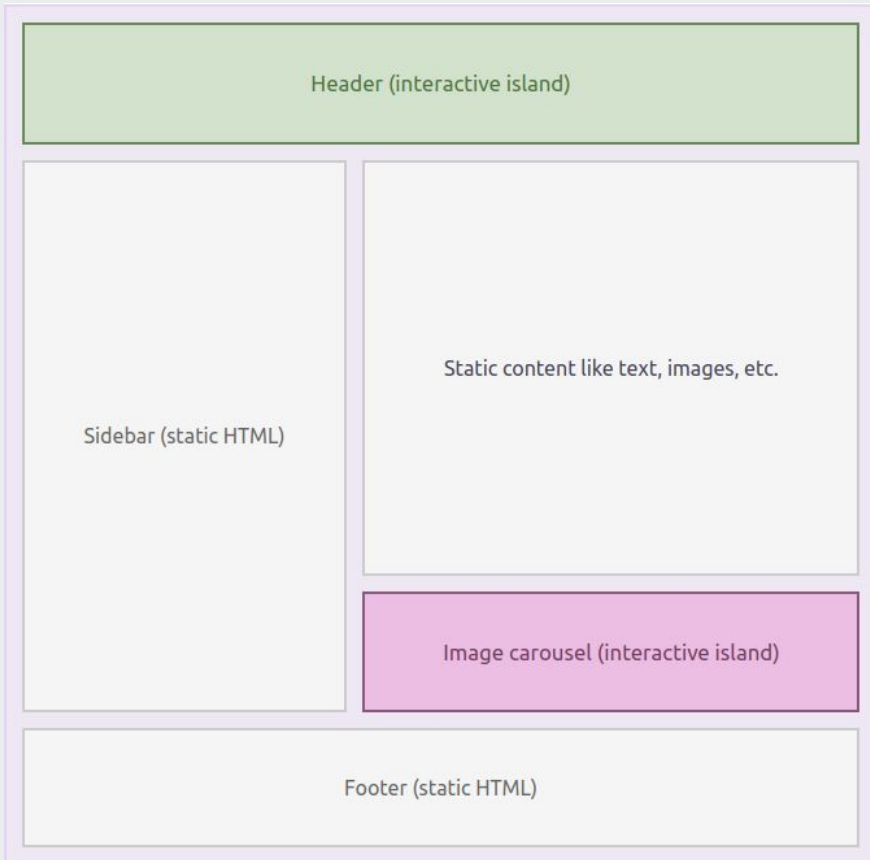 Header (interactive island)
Sidebar (static HTML)
Static content like text, images, etc.
Image carousel (interactive island)
Footer (static HTML)